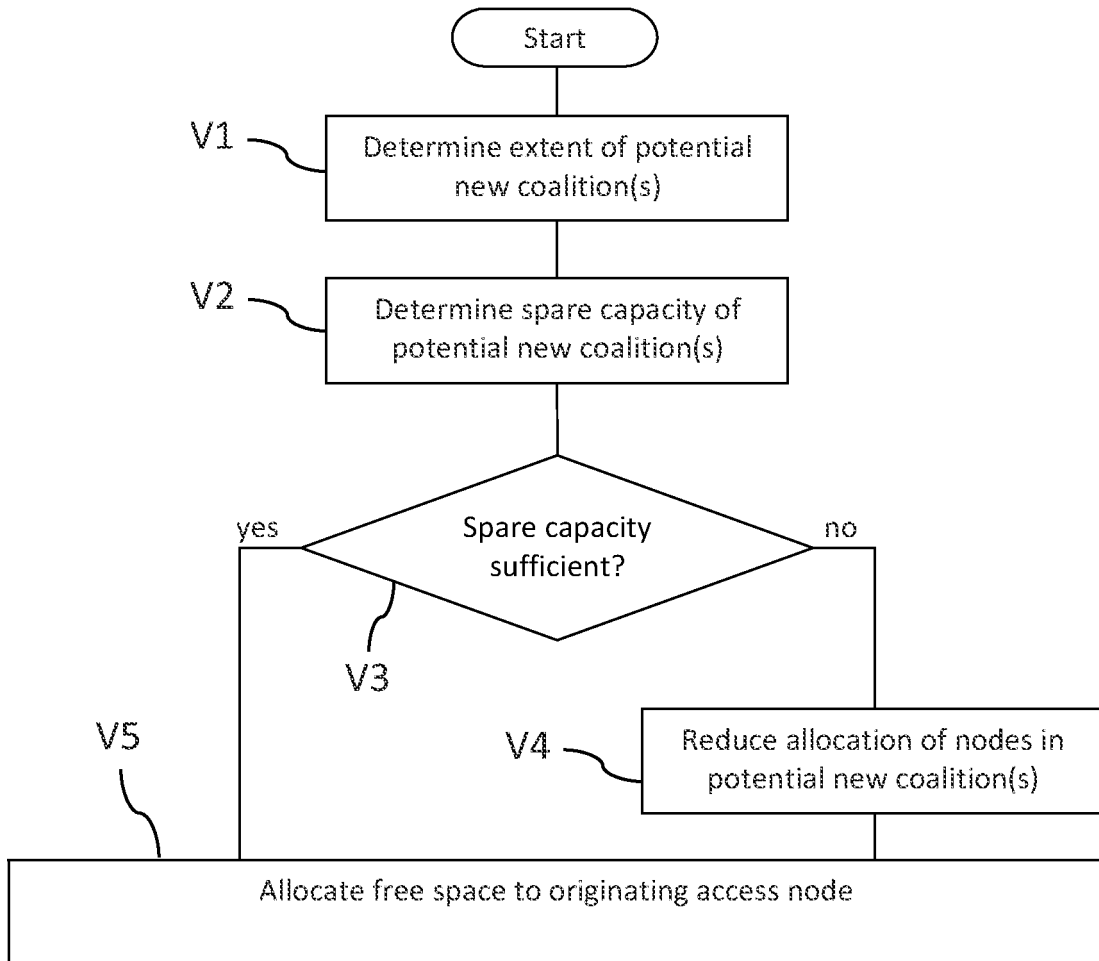 Start
V1
Determine extent of potential
new coalition(s)
V2
Determine spare capacity of
potential new coalition(s)
yes
Spare capacity
sufficient?
no
V3
V5
V4
Reduce allocation of nodes in
potential new coalition(s)
Allocate free space to originating access node